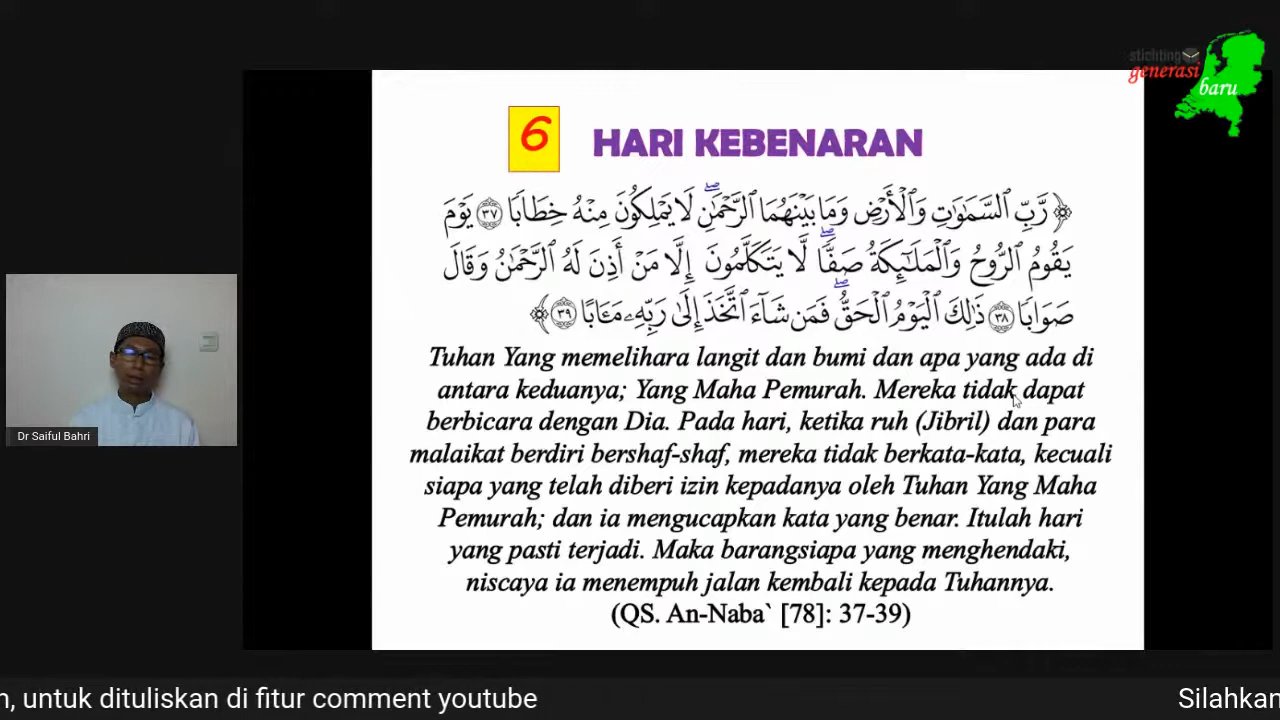 stichting
generasi
baru
6
HARI KEBENARAN
﴿ رَّبِّ ٱلسَّمَٰوَٰتِ وَٱلْأَرْضِ وَمَا بَيْنَهُمَا ٱلرَّحْمَٰنِۖ لَا يَمْلِكُونَ مِنْهُ خِطَابًا ٣٧ يَوْمَ
يَقُومُ ٱلرُّوحُ وَٱلْمَلَٰٓئِكَةُ صَفًّاۖ لَّا يَتَكَلَّمُونَ إِلَّا مَنْ أَذِنَ لَهُ ٱلرَّحْمَٰنُ وَقَالَ
صَوَابًا ٣٨ ذَٰلِكَ ٱلْيَوْمُ ٱلْحَقُّۖ فَمَن شَآءَ ٱتَّخَذَ إِلَىٰ رَبِّهِۦ مَـَٔابًا ٣٩ ﴾
Tuhan Yang memelihara langit dan bumi dan apa yang ada di
antara keduanya; Yang Maha Pemurah. Mereka tidak dapat
berbicara dengan Dia. Pada hari, ketika ruh (Jibril) dan para
malaikat berdiri bershaf-shaf, mereka tidak berkata-kata, kecuali
siapa yang telah diberi izin kepadanya oleh Tuhan Yang Maha
Pemurah; dan ia mengucapkan kata yang benar. Itulah hari
yang pasti terjadi. Maka barangsiapa yang menghendaki,
niscaya ia menempuh jalan kembali kepada Tuhannya.
(QS. An-Naba` [78]: 37-39)
Dr Saiful Bahri
, untuk dituliskan di fitur comment youtube
Silahkan